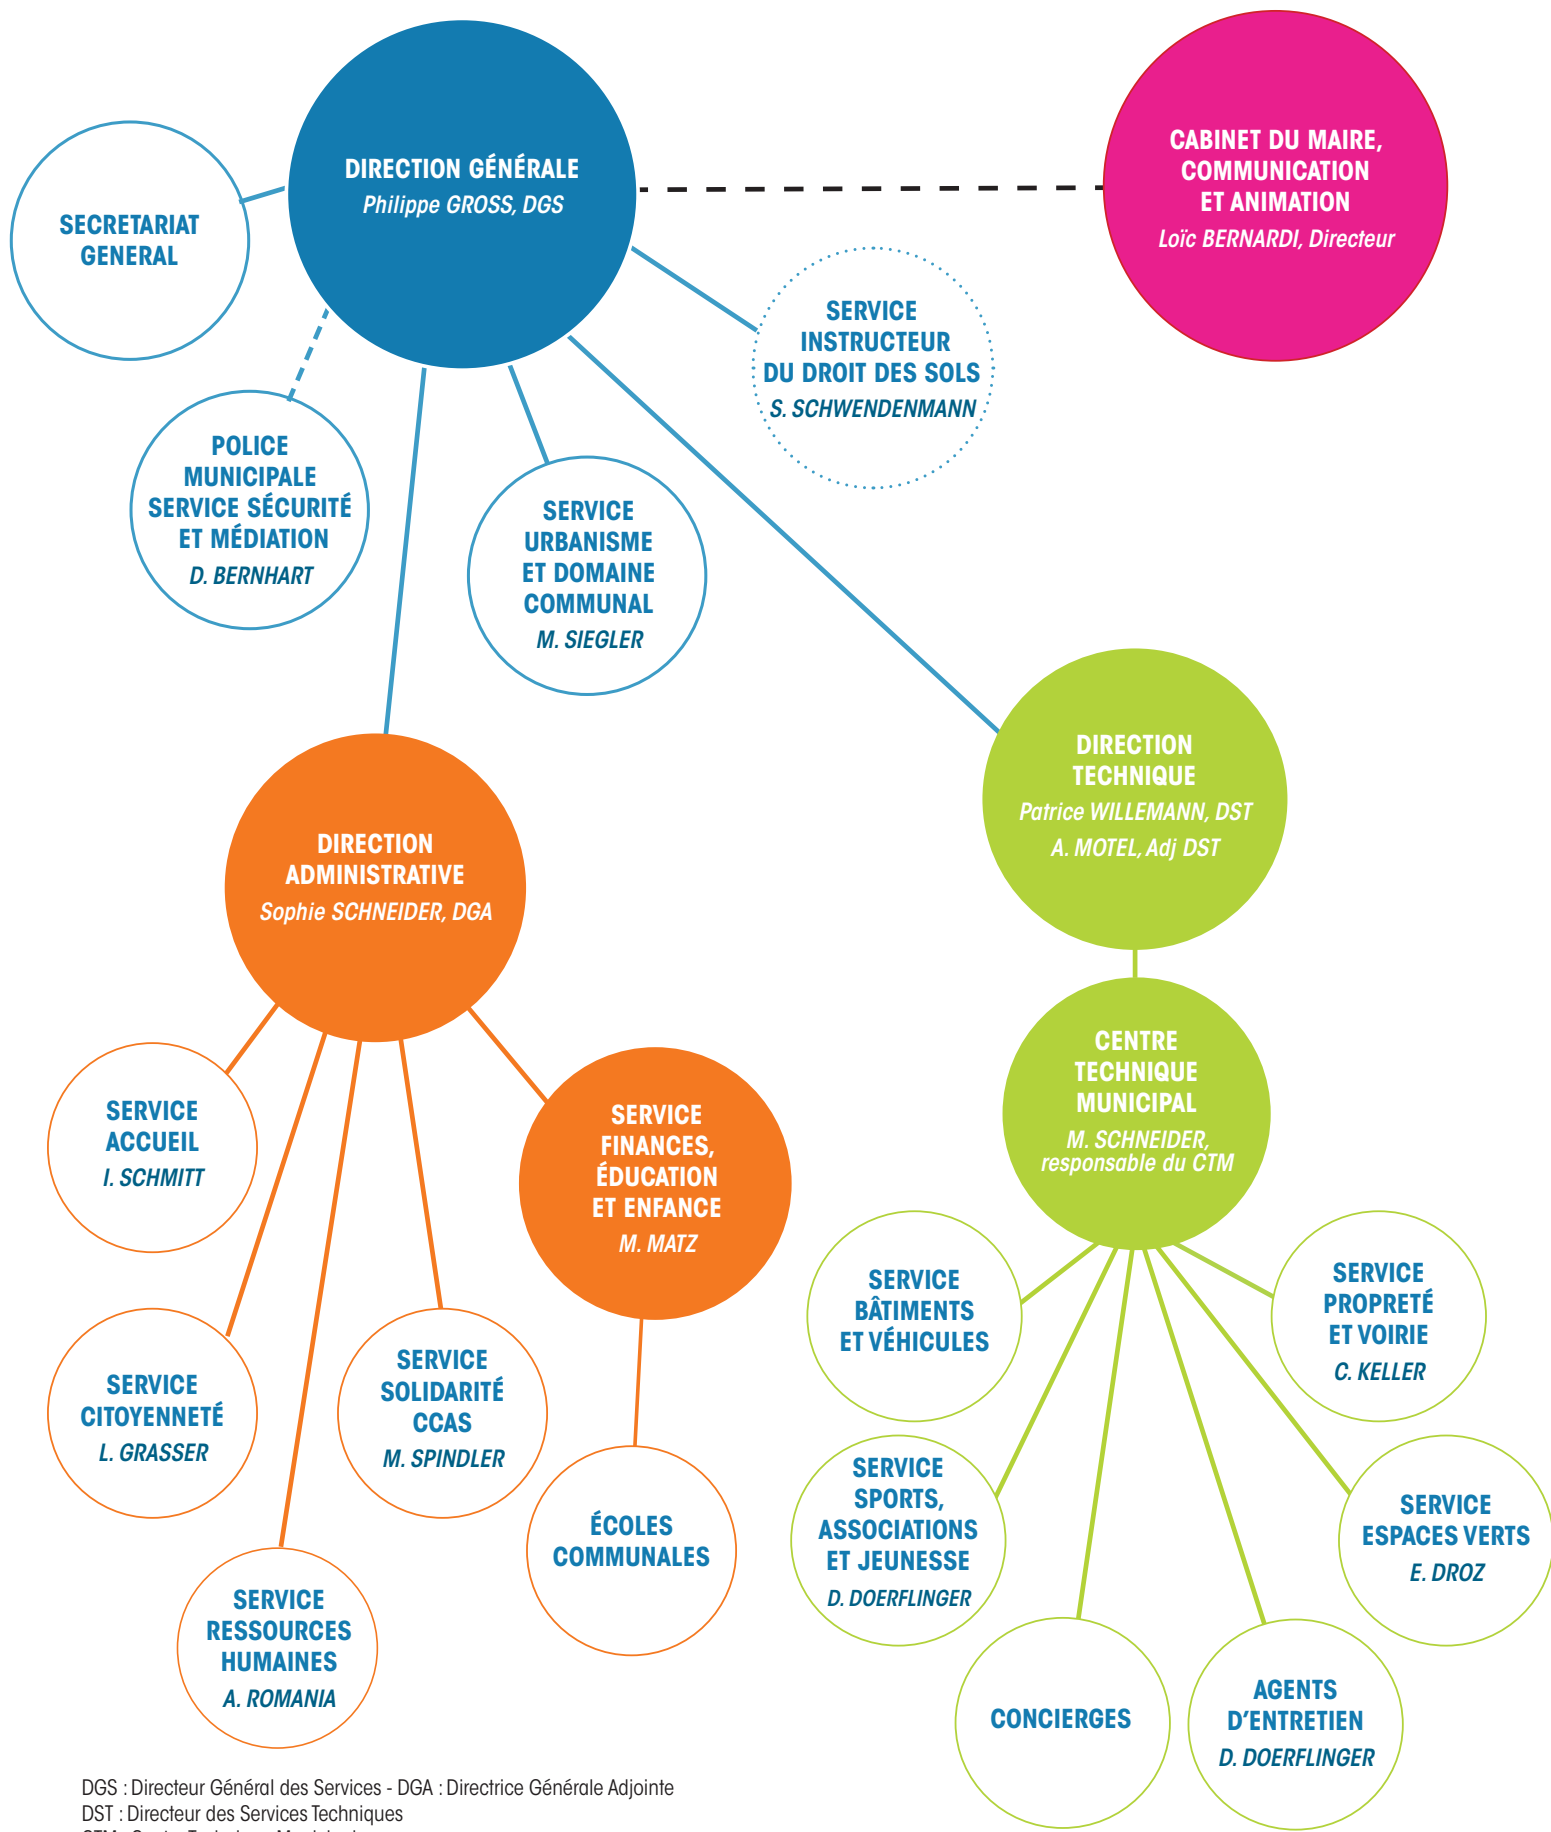 DIRECTION GÉNÉRALE
Philippe GROSS, DGS
CABINET DU MAIRE,
COMMUNICATION
ET ANIMATION
Loïc BERNARDI, Directeur
SECRETARIAT
GENERAL
SERVICE
INSTRUCTEUR
DU DROIT DES SOLS
S. SCHWENDENMANN
POLICE
MUNICIPALE
SERVICE SÉCURITÉ
ET MÉDIATION
D. BERNHART
SERVICE
URBANISME
ET DOMAINE
COMMUNAL
M. SIEGLER
DIRECTION
TECHNIQUE
Patrice WILLEMANN, DST
A. MOTEL, Adj DST
DIRECTION
ADMINISTRATIVE
Sophie SCHNEIDER, DGA
CENTRE
TECHNIQUE
MUNICIPAL
M. SCHNEIDER,
responsable du CTM
SERVICE
ACCUEIL
I. SCHMITT
SERVICE
FINANCES,
ÉDUCATION
ET ENFANCE
M. MATZ
SERVICE
BÂTIMENTS
ET VÉHICULES
SERVICE
PROPRETÉ
ET VOIRIE
C. KELLER
SERVICE
CITOYENNETÉ
L. GRASSER
SERVICE
SOLIDARITÉ
CCAS
M. SPINDLER
SERVICE
SPORTS,
ASSOCIATIONS
ET JEUNESSE
D. DOERFLINGER
SERVICE
ESPACES VERTS
E. DROZ
ÉCOLES
COMMUNALES
SERVICE
RESSOURCES
HUMAINES
A. ROMANIA
CONCIERGES
AGENTS
D'ENTRETIEN
D. DOERFLINGER
DGS : Directeur Général des Services - DGA : Directrice Générale Adjointe
DST : Directeur des Services Techniques